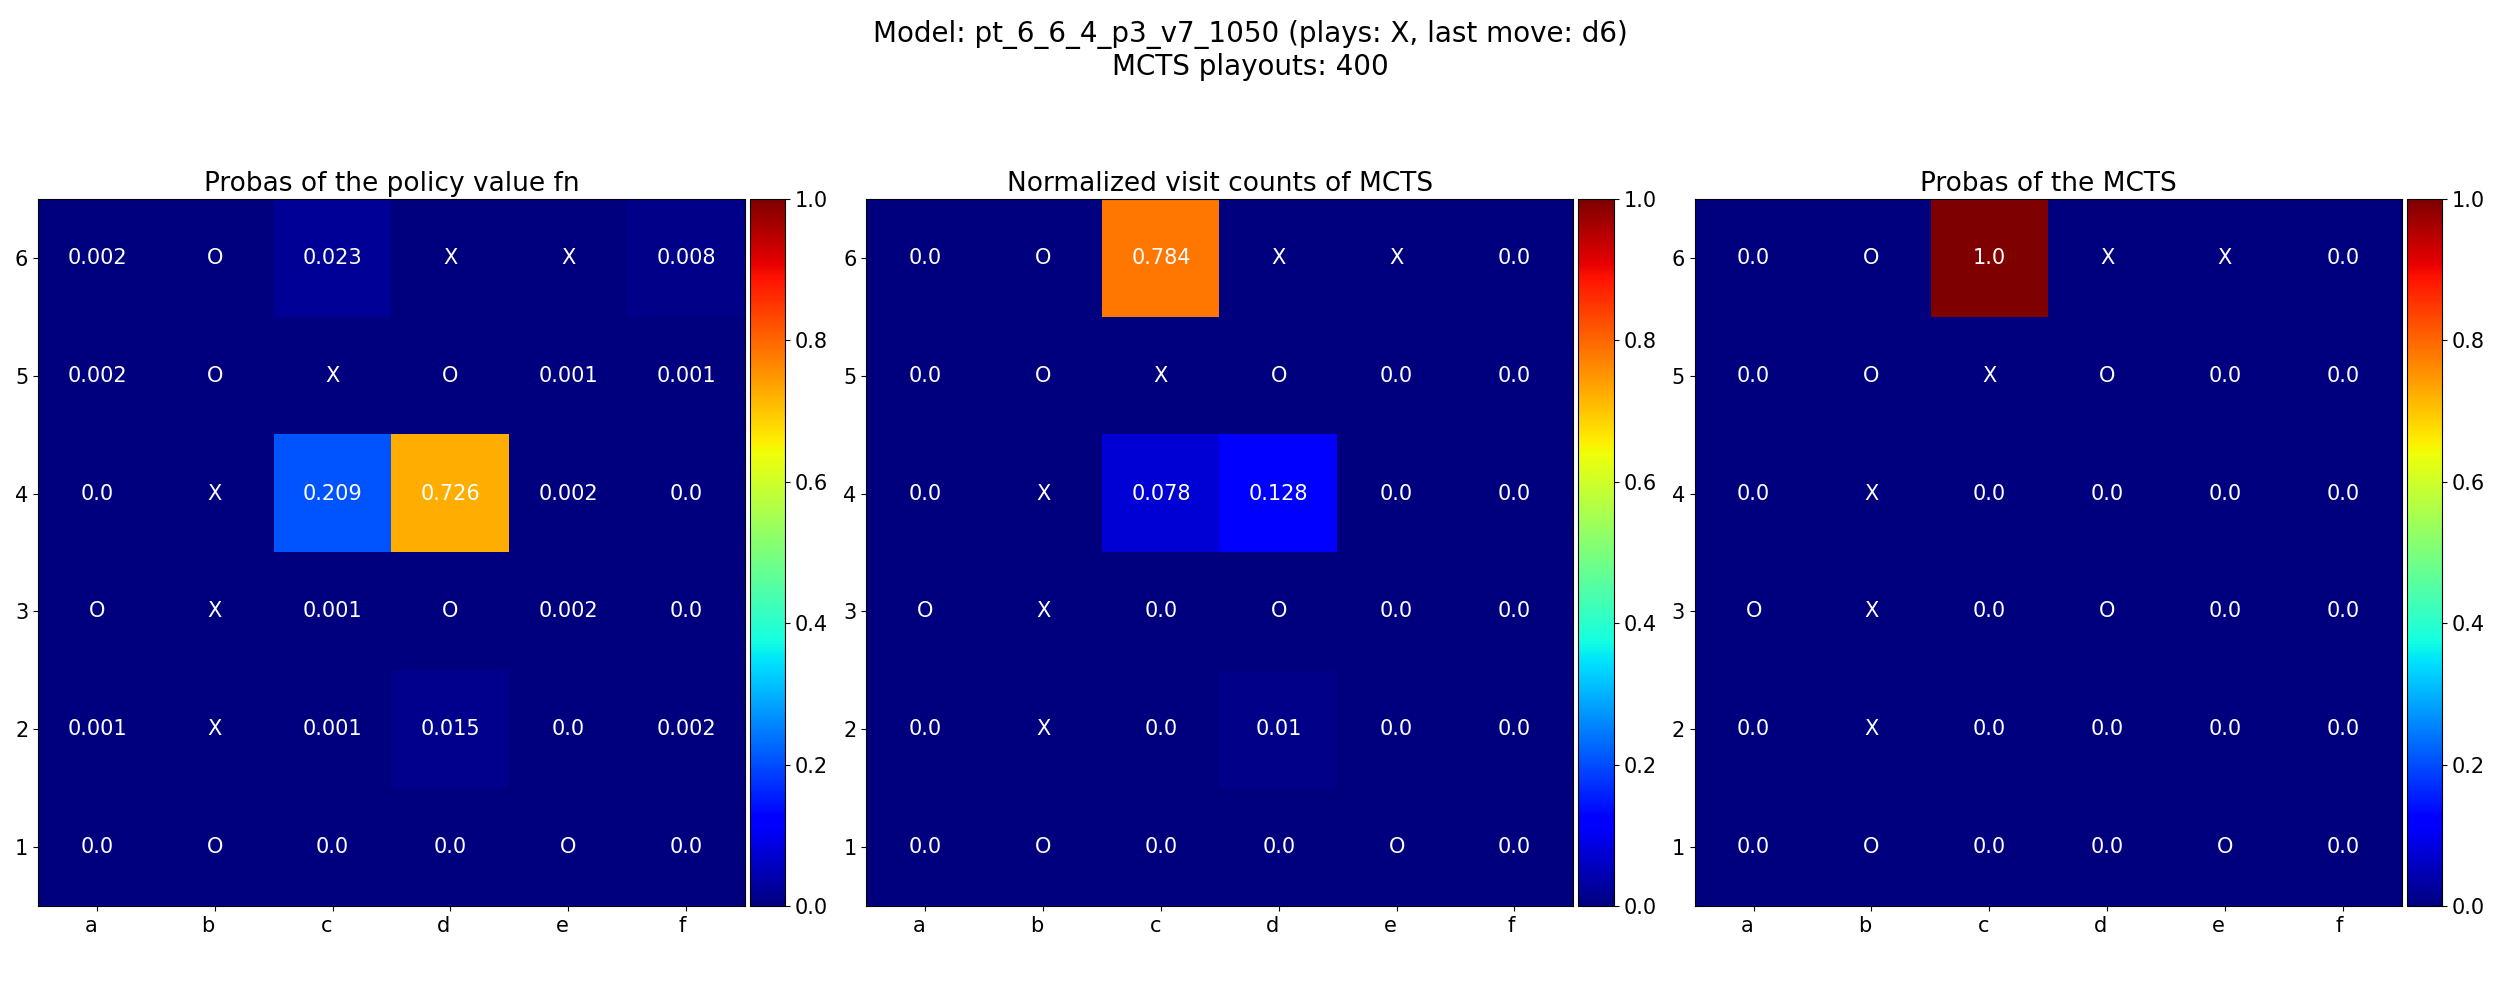 Model: pt_6_6_4_p3_v7_1050 (plays: X, last move: d6)
MCTS playouts: 400
Probas of the policy value fn
6 0.002 O 0.023 X X 0.008
5 0.002 O X O 0.001 0.001
4 0.0 X 0.209 0.726 0.002 0.0
3 O X 0.001 O 0.002 0.0
2 0.001 X 0.001 0.015 0.0 0.002
1 0.0 O 0.0 0.0 O 0.0
a b c d e f
1.0
0.8
0.6
0.4
0.2
0.0
Normalized visit counts of MCTS
6 0.0 O 0.784 X X 0.0
5 0.0 O X O 0.0 0.0
4 0.0 X 0.078 0.128 0.0 0.0
3 O X 0.0 O 0.0 0.0
2 0.0 X 0.0 0.01 0.0 0.0
1 0.0 O 0.0 0.0 O 0.0
a b c d e f
1.0
0.8
0.6
0.4
0.2
0.0
Probas of the MCTS
6 0.0 O 1.0 X X 0.0
5 0.0 O X O 0.0 0.0
4 0.0 X 0.0 0.0 0.0 0.0
3 O X 0.0 O 0.0 0.0
2 0.0 X 0.0 0.0 0.0 0.0
1 0.0 O 0.0 0.0 O 0.0
a b c d e f
1.0
0.8
0.6
0.4
0.2
0.0